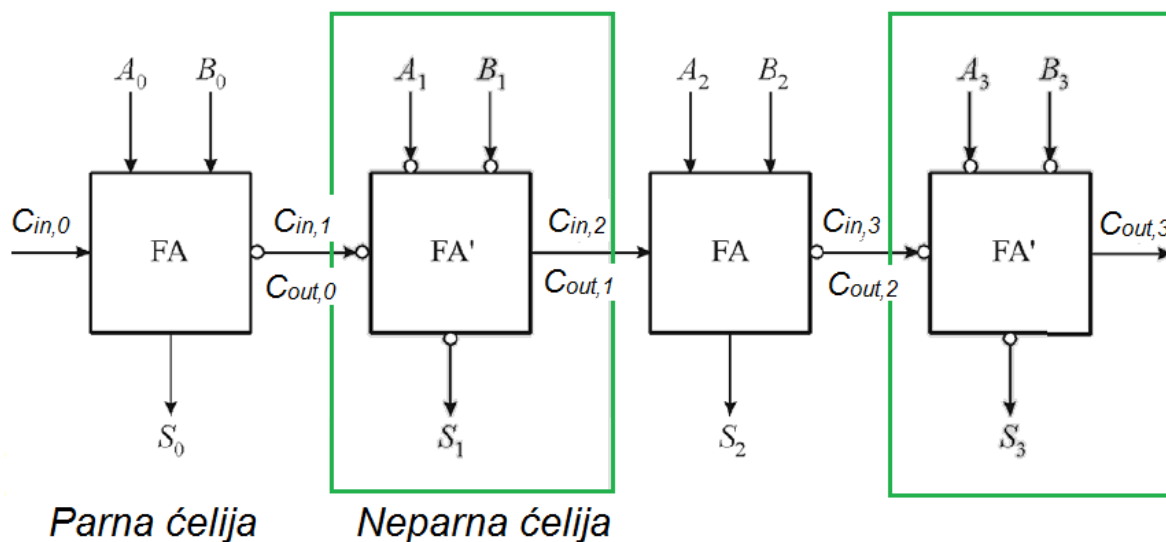 A0 B0 A1 B1 A2 B2 A3 B3
Cin,0 FA Cin,1 FA' Cin,2 FA Cin,3 FA' Cout,3
Cout,0 Cout,1 Cout,2
S0 S1 S2 S3
Parna ćelija Neparna ćelija